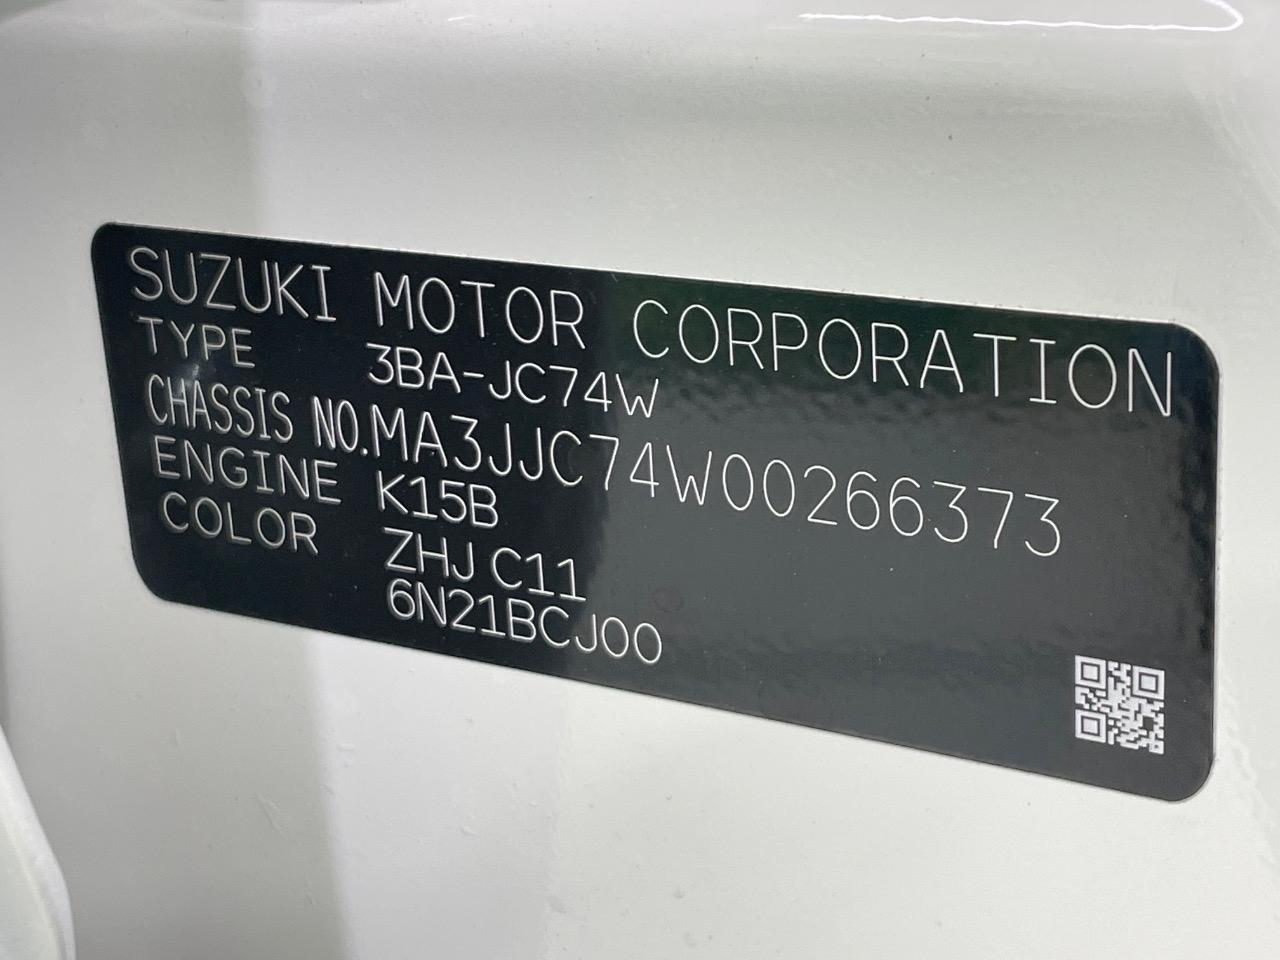 SUZUKI MOTOR CORPORATION
TYPE 3BA-JC74W
CHASSIS NO.MA3JJC74W00266373
ENGINE K15B
COLOR ZHJ C11
6N21BCJ00